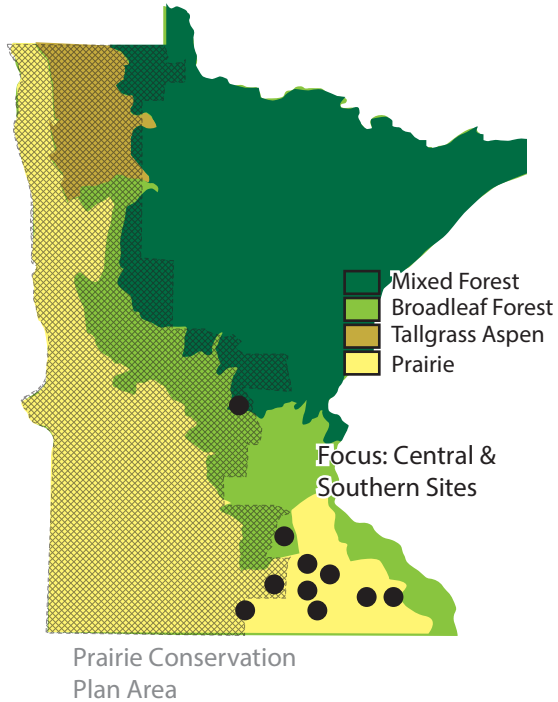 Mixed Forest
Broadleaf Forest
Tallgrass Aspen
Prairie
Focus: Central &
Southern Sites
Prairie Conservation
Plan Area